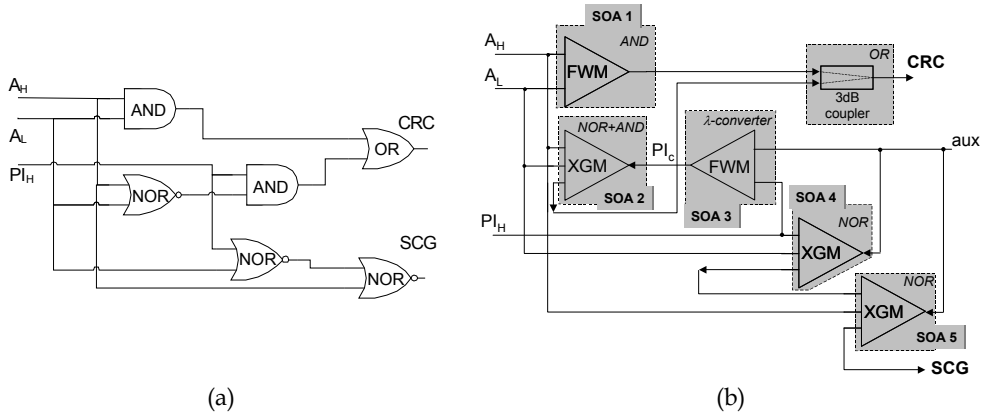 A_H
AND
A_L
CRC
OR
PI_H
AND
NOR
SCG
NOR
NOR
(a)
SOA 1
A_H
AND
OR
CRC
A_L
FWM
3dB
coupler
NOR+AND
λ-converter
PI_c
aux
XGM
FWM
SOA 2
SOA 3
SOA 4
PI_H
NOR
XGM
NOR
XGM
SOA 5
SCG
(b)